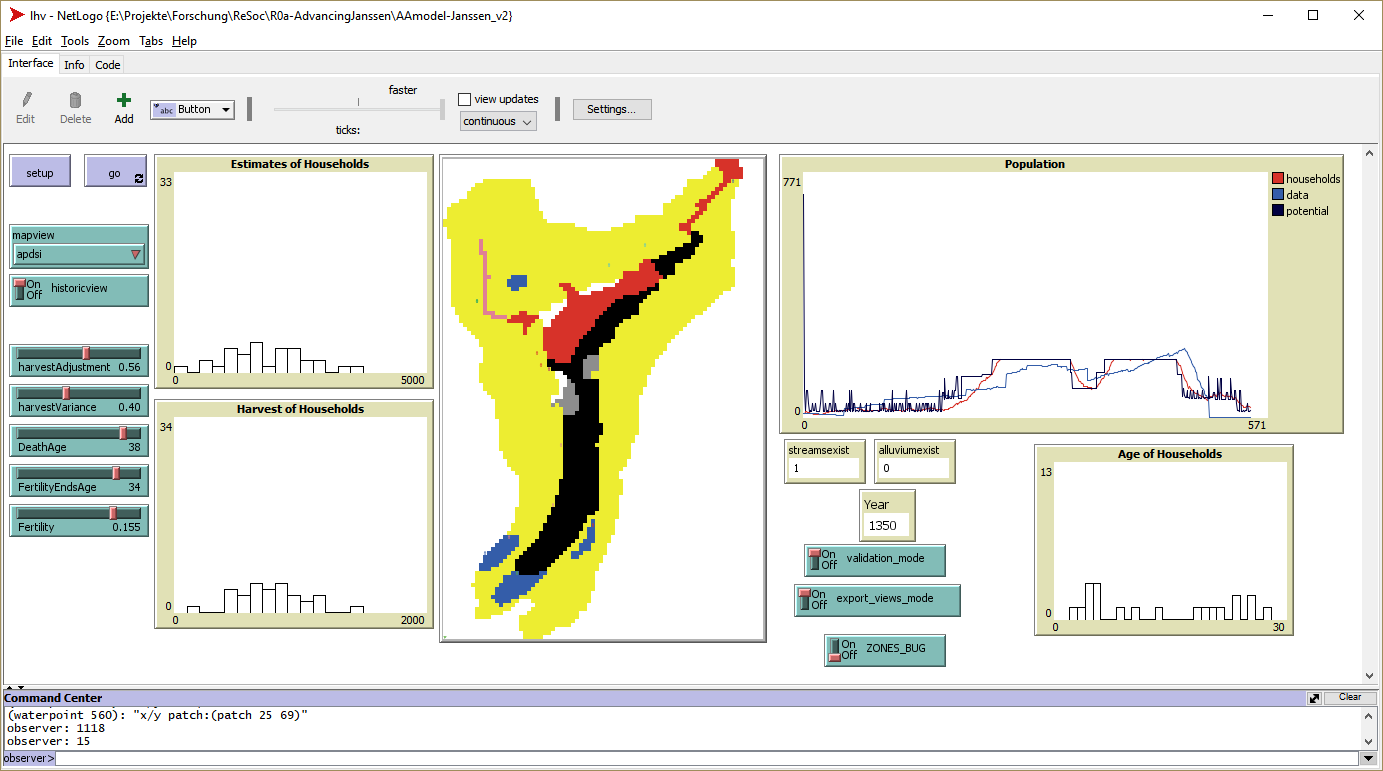 lhv - NetLogo {E:\Projekte\Forschung\ReSoc\R0a-AdvancingJanssen\AAmodel-Janssen_v2}
File Edit Tools Zoom Tabs Help
Interface Info Code
Edit Delete Add abc Button faster ticks: view updates continuous Settings...
setup go
mapview
apdsi
On Off historicview
harvestAdjustment 0.56
harvestVariance 0.40
DeathAge 38
FertilityEndsAge 34
Fertility 0.155
Estimates of Households
33
0
0 5000
Harvest of Households
34
0
0 2000
Population
771
0
0 571
households
data
potential
streamsexist
1
alluviumexist
0
Year
1350
On Off validation_mode
On Off export_views_mode
On Off ZONES_BUG
Age of Households
13
0
0 30
Command Center Clear
(waterpoint 560): "x/y patch:(patch 25 69)"
observer: 1118
observer: 15
observer>